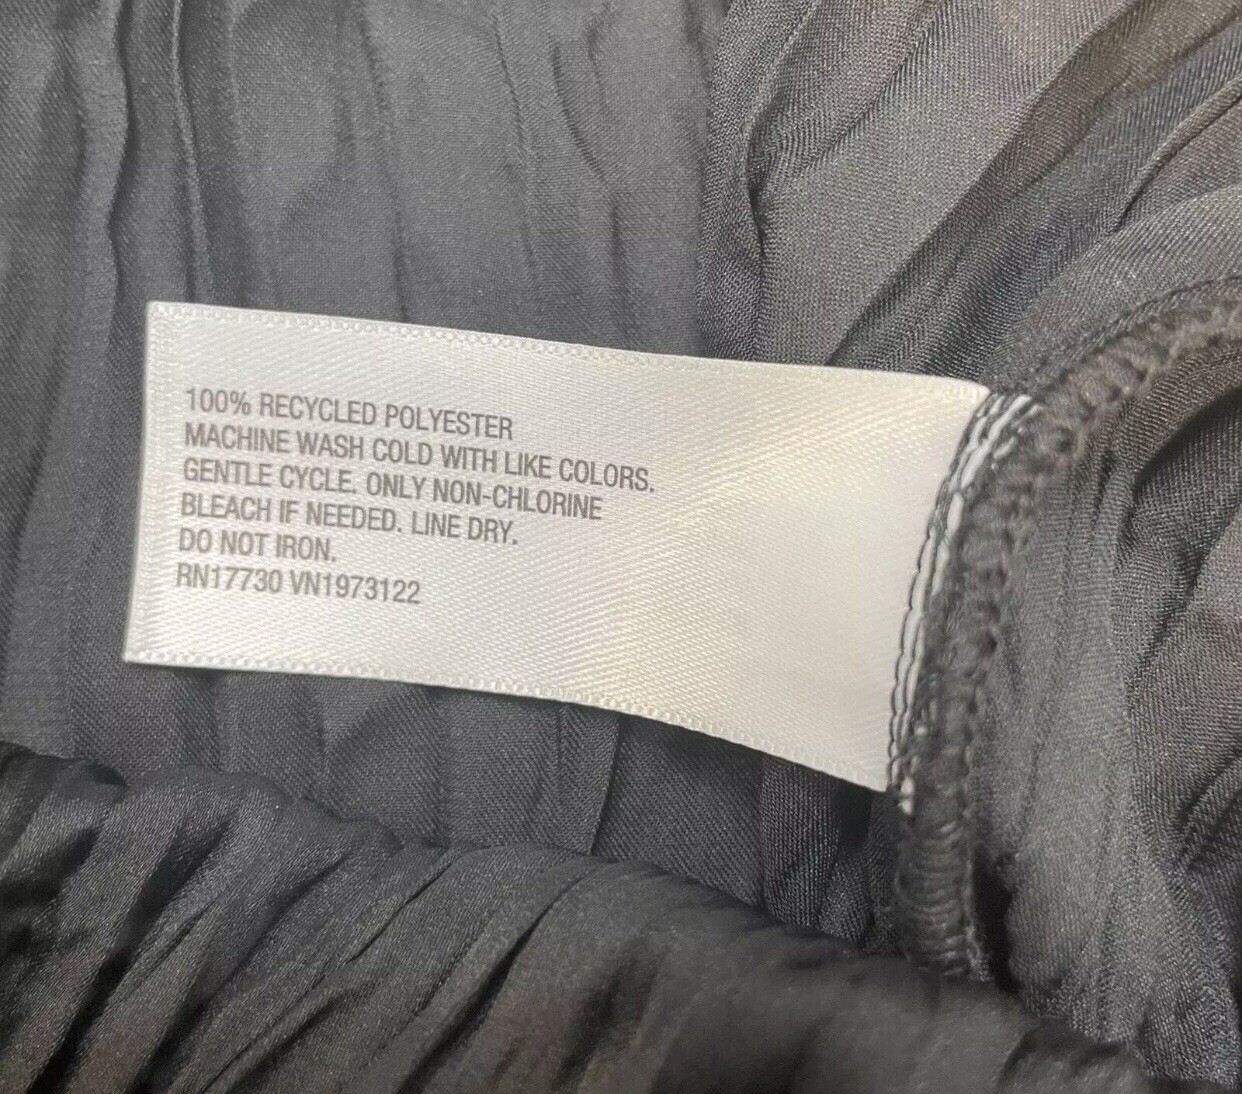 100% RECYCLED POLYESTER
MACHINE WASH COLD WITH LIKE COLORS.
GENTLE CYCLE. ONLY NON-CHLORINE
BLEACH IF NEEDED. LINE DRY.
DO NOT IRON.
RN17730 VN1973122